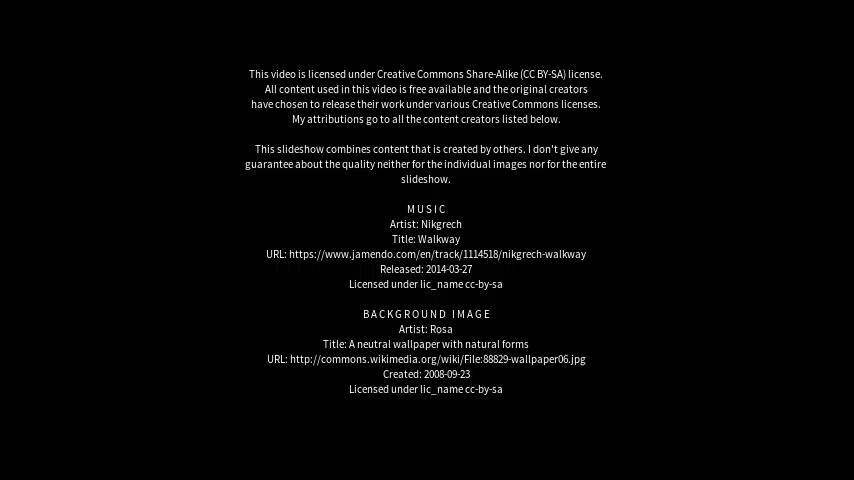 This video is licensed under Creative Commons Share-Alike (CC BY-SA) license.
All content used in this video is free available and the original creators
have chosen to release their work under various Creative Commons licenses.
My attributions go to all the content creators listed below.
This slideshow combines content that is created by others. I don't give any
guarantee about the quality neither for the individual images nor for the entire
slideshow.
MUSIC
Artist: Nikgrech
Title: Walkway
URL: https://www.jamendo.com/en/track/1114518/nikgrech-walkway
Released: 2014-03-27
Licensed under lic_name cc-by-sa
BACKGROUND IMAGE
Artist: Rosa
Title: A neutral wallpaper with natural forms
URL: http://commons.wikimedia.org/wiki/File:88829-wallpaper06.jpg
Created: 2008-09-23
Licensed under lic_name cc-by-sa